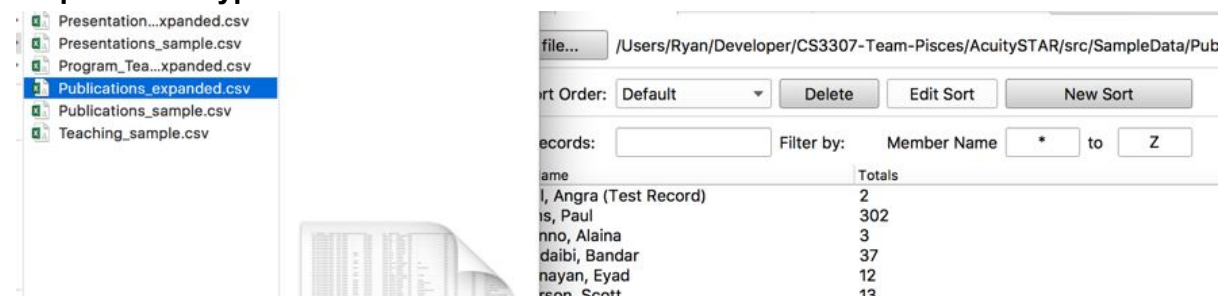 Presentation...xpanded.csv
Presentations_sample.csv
Program_Tea...xpanded.csv
Publications_expanded.csv
Publications_sample.csv
Teaching_sample.csv
file... /Users/Ryan/Developer/CS3307-Team-Pisces/AcuitySTAR/src/SampleData/Pub
rt Order: Default Delete Edit Sort New Sort
ecords: Filter by: Member Name * to Z
ame Totals
l, Angra (Test Record) 2
ns, Paul 302
nno, Alaina 3
daibi, Bandar 37
nayan, Eyad 12
erson, Scott 13